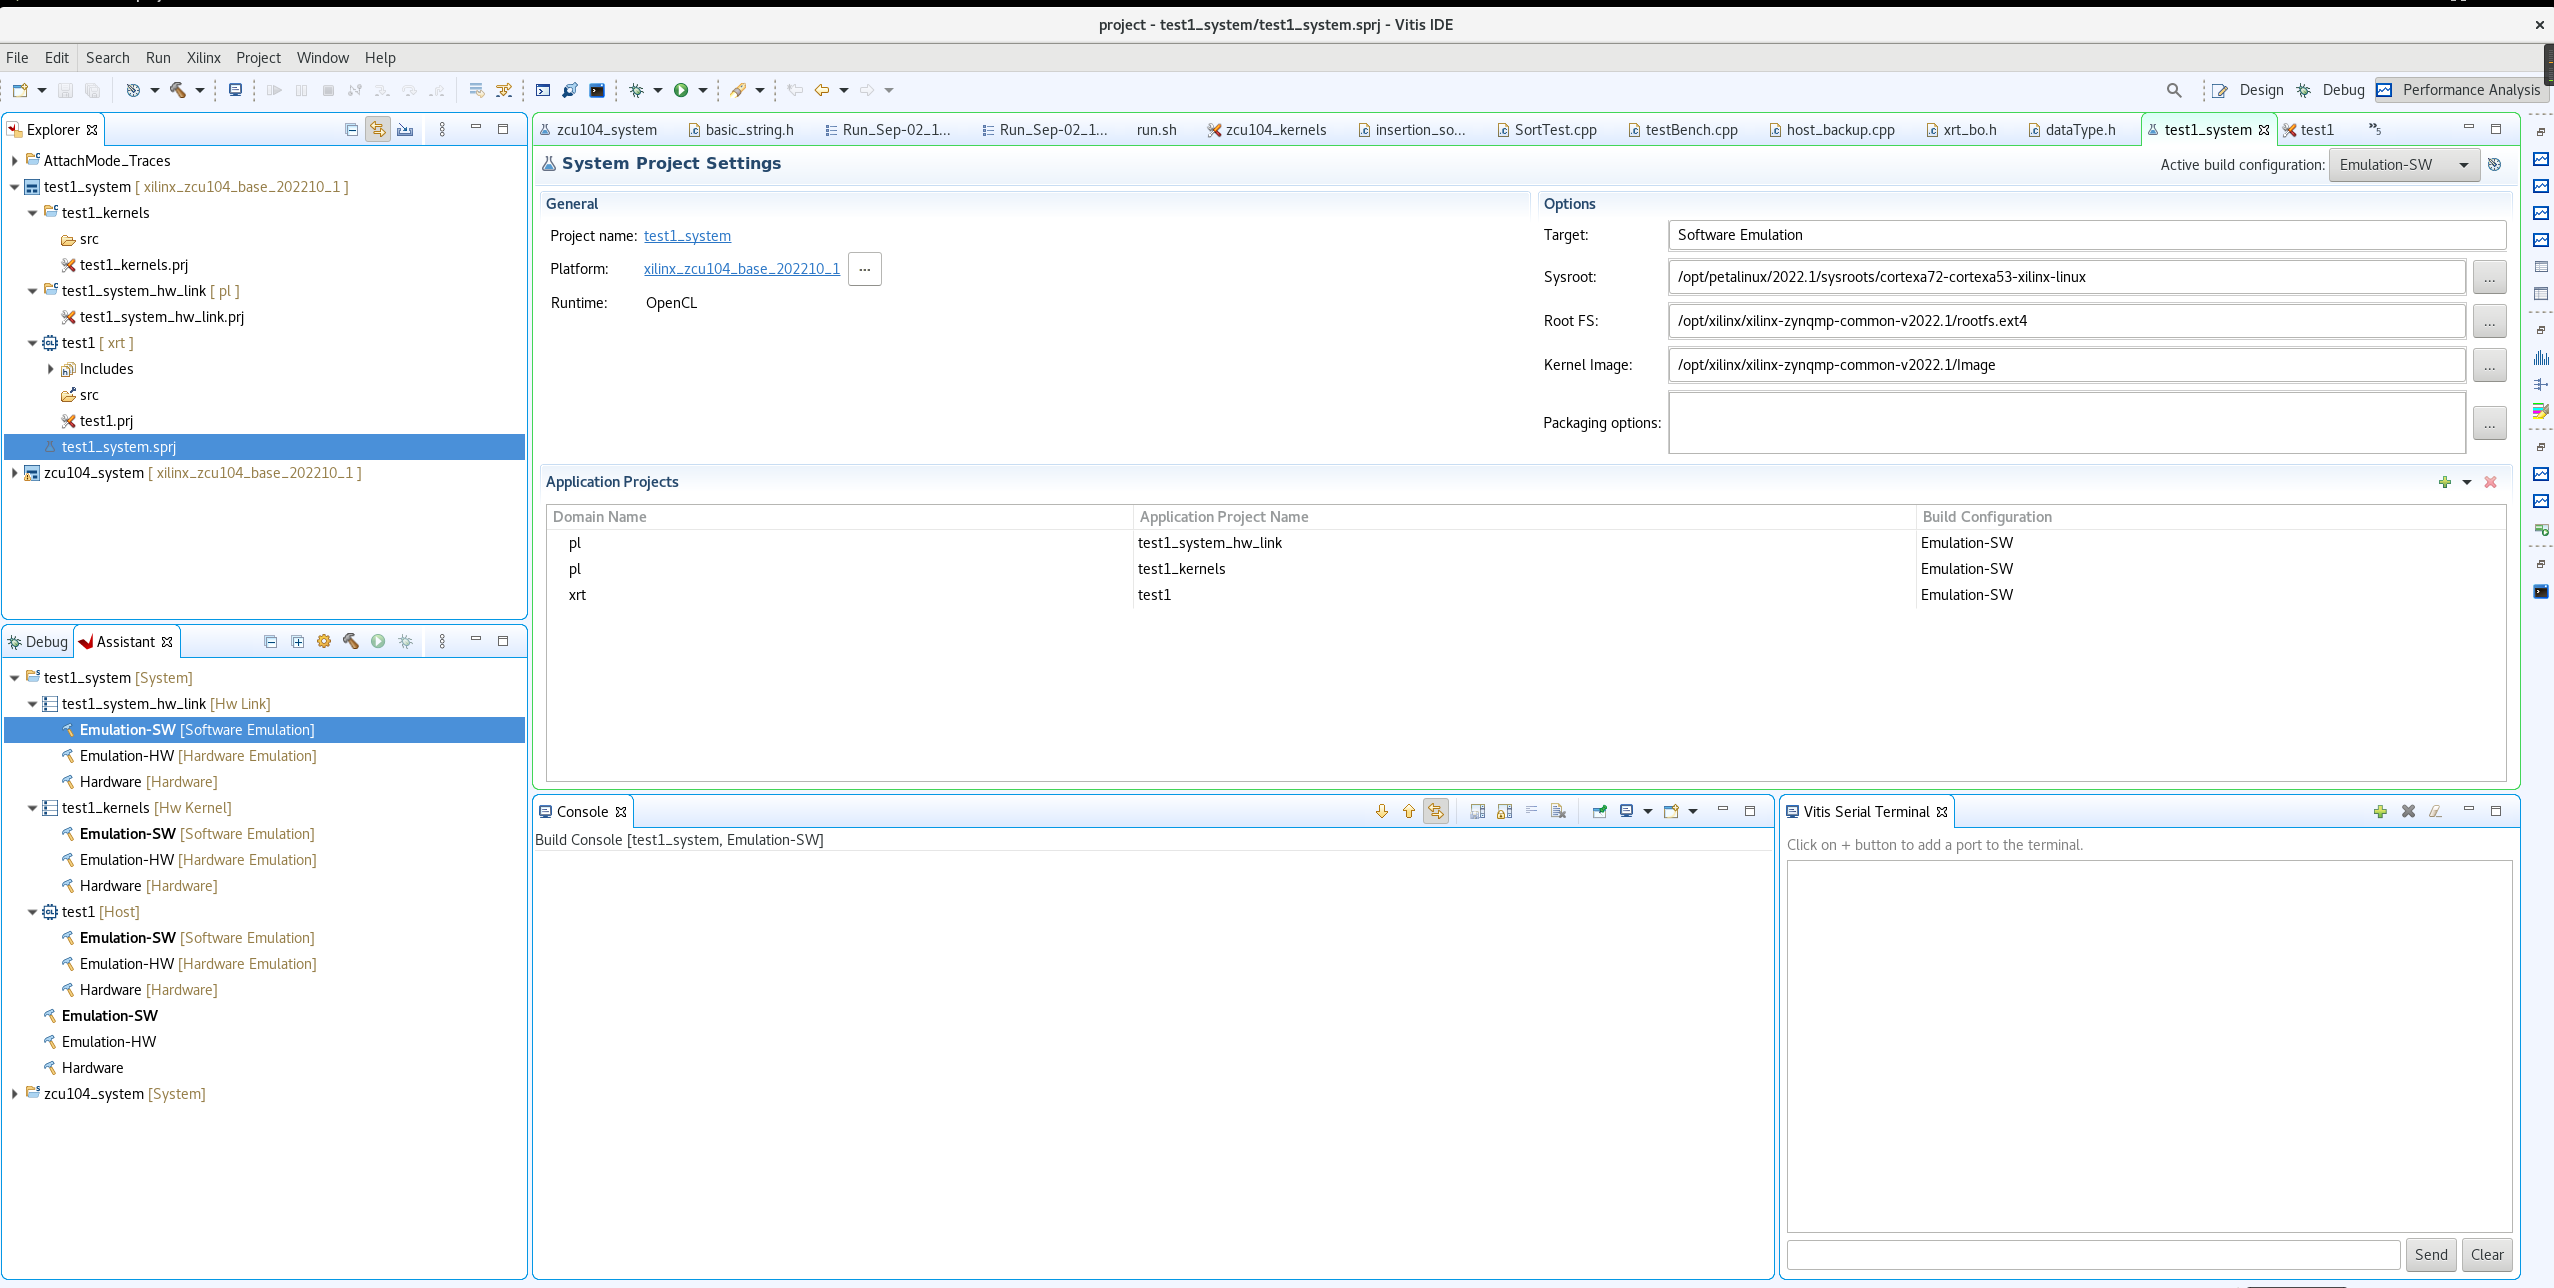 project - test1_system/test1_system.sprj - Vitis IDE
File Edit Search Run Xilinx Project Window Help
Design Debug Performance Analysis
Explorer
AttachMode_Traces
test1_system [ xilinx_zcu104_base_202210_1 ]
test1_kernels
src
test1_kernels.prj
test1_system_hw_link [ pl ]
test1_system_hw_link.prj
test1 [ xrt ]
Includes
src
test1.prj
test1_system.sprj
zcu104_system [ xilinx_zcu104_base_202210_1 ]
Debug Assistant
test1_system [System]
test1_system_hw_link [Hw Link]
Emulation-SW [Software Emulation]
Emulation-HW [Hardware Emulation]
Hardware [Hardware]
test1_kernels [Hw Kernel]
Emulation-SW [Software Emulation]
Emulation-HW [Hardware Emulation]
Hardware [Hardware]
test1 [Host]
Emulation-SW [Software Emulation]
Emulation-HW [Hardware Emulation]
Hardware [Hardware]
Emulation-SW
Emulation-HW
Hardware
zcu104_system [System]
zcu104_system basic_string.h Run_Sep-02_1... Run_Sep-02_1... run.sh zcu104_kernels insertion_so... SortTest.cpp testBench.cpp host_backup.cpp xrt_bo.h dataType.h test1_system test1 »5
System Project Settings
Active build configuration: Emulation-SW
General
Project name: test1_system
Platform: xilinx_zcu104_base_202210_1 ...
Runtime: OpenCL
Options
Target: Software Emulation
Sysroot: /opt/petalinux/2022.1/sysroots/cortexa72-cortexa53-xilinx-linux ...
Root FS: /opt/xilinx/xilinx-zynqmp-common-v2022.1/rootfs.ext4 ...
Kernel Image: /opt/xilinx/xilinx-zynqmp-common-v2022.1/Image ...
Packaging options: ...
Application Projects
Domain Name Application Project Name Build Configuration
pl test1_system_hw_link Emulation-SW
pl test1_kernels Emulation-SW
xrt test1 Emulation-SW
Console
Build Console [test1_system, Emulation-SW]
Vitis Serial Terminal
Click on + button to add a port to the terminal.
Send Clear